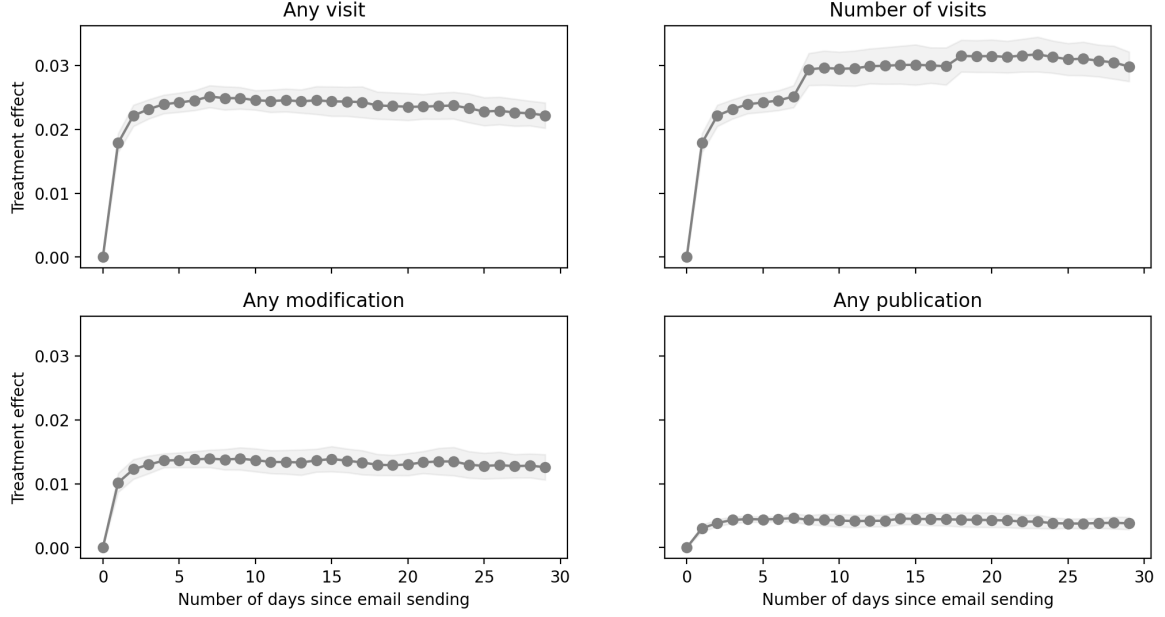 Any visit
Number of visits
Treatment effect
0.03
0.02
0.01
0.00
Any modification
Any publication
Treatment effect
0.03
0.02
0.01
0.00
0 5 10 15 20 25 30
0 5 10 15 20 25 30
Number of days since email sending
Number of days since email sending